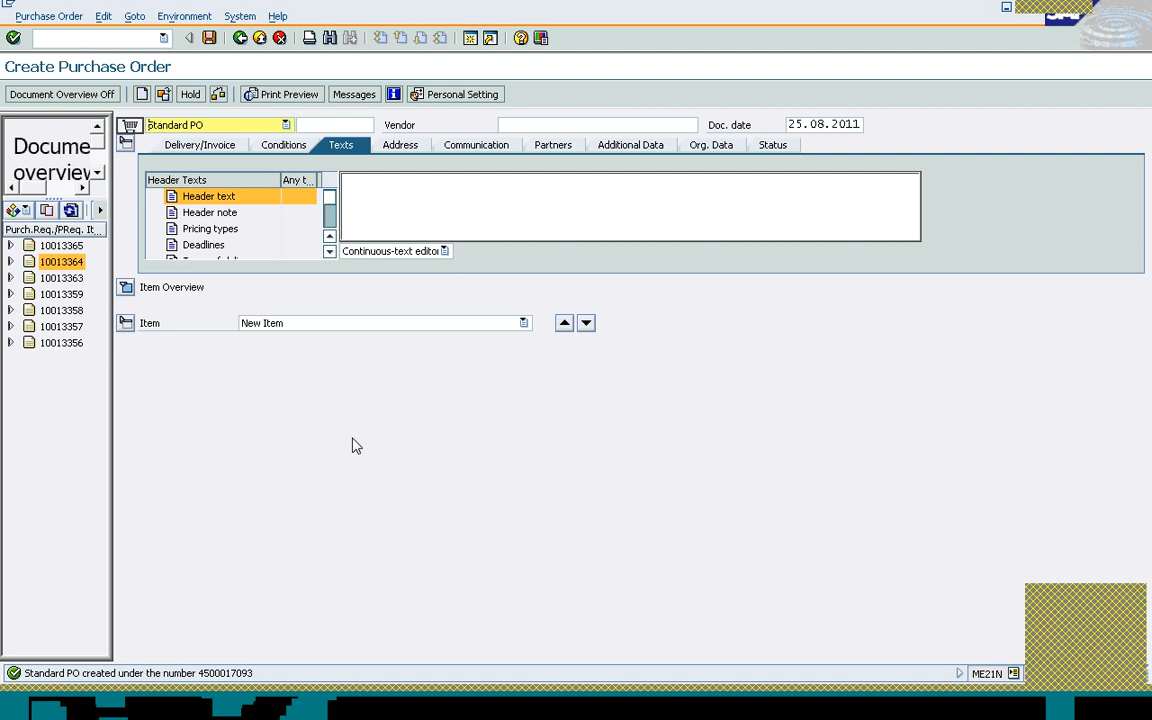 Purchase Order Edit Goto Environment System Help
Create Purchase Order
Document Overview Off Hold Print Preview Messages Personal Setting
Standard PO Vendor Doc. date 25.08.2011
Docume
overview
Delivery/Invoice Conditions Texts Address Communication Partners Additional Data Org. Data Status
Header Texts Any t...
Header text
Header note
Pricing types
Deadlines
Continuous-text editor
Purch.Req./PReq. It...
10013365
10013364
10013363
10013359
10013358
10013357
10013356
Item Overview
Item New Item
Standard PO created under the number 4500017093 ME21N